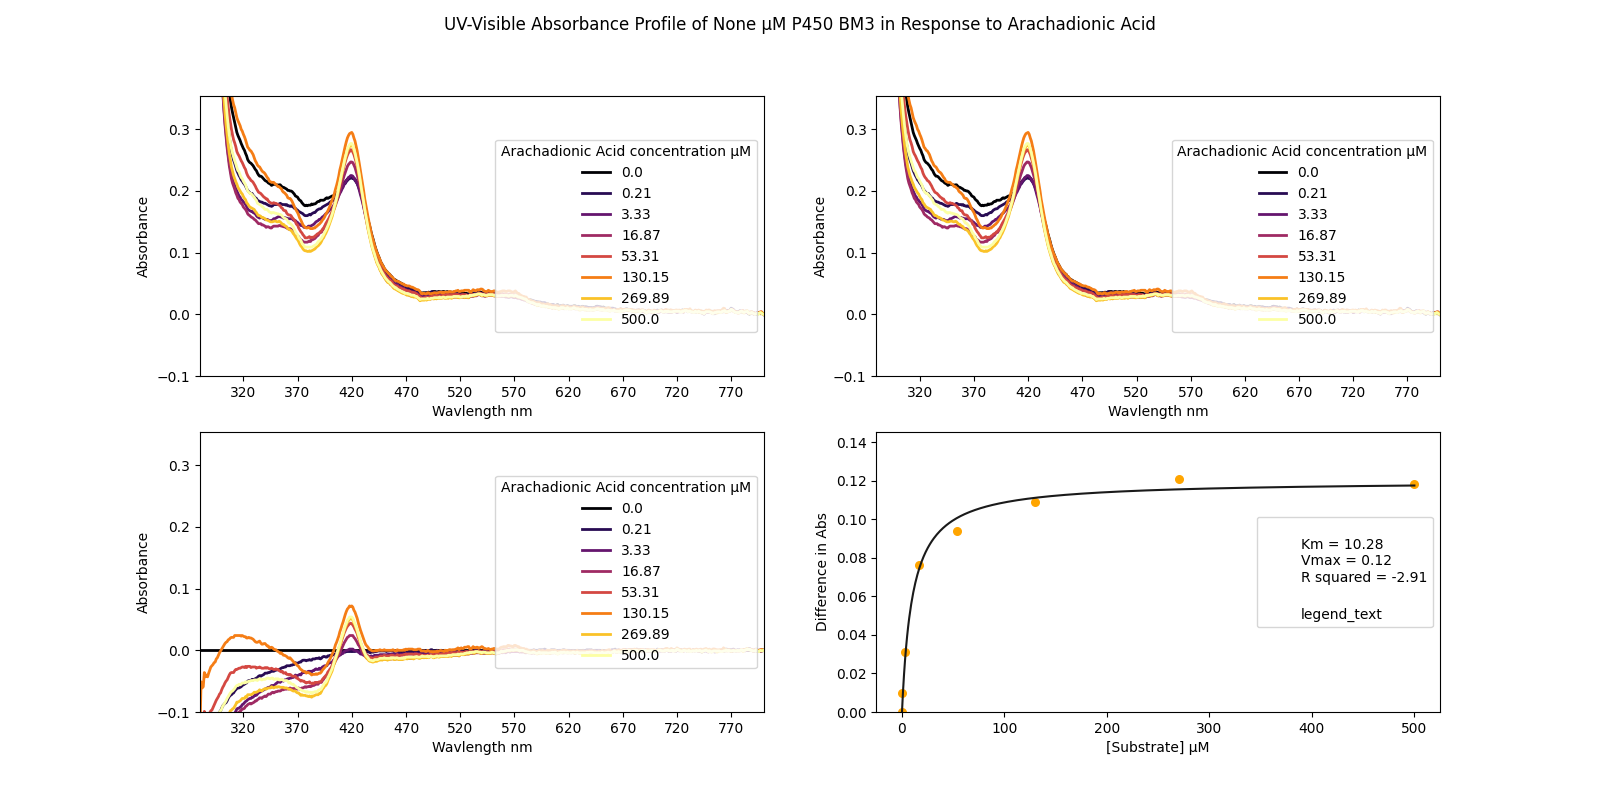 UV-Visible Absorbance Profile of None μM P450 BM3 in Response to Arachadionic Acid
0.3
0.2
0.1
0.0
−0.1
Absorbance
Arachadionic Acid concentration μM
0.0
0.21
3.33
16.87
53.31
130.15
269.89
500.0
320 370 420 470 520 570 620 670 720 770
Wavlength nm
0.3
0.2
0.1
0.0
−0.1
Absorbance
Arachadionic Acid concentration μM
0.0
0.21
3.33
16.87
53.31
130.15
269.89
500.0
320 370 420 470 520 570 620 670 720 770
Wavlength nm
0.3
0.2
0.1
0.0
−0.1
Absorbance
Arachadionic Acid concentration μM
0.0
0.21
3.33
16.87
53.31
130.15
269.89
500.0
320 370 420 470 520 570 620 670 720 770
Wavlength nm
0.14
0.12
0.10
0.08
0.06
0.04
0.02
0.00
Difference in Abs
Km = 10.28
Vmax = 0.12
R squared = -2.91
legend_text
0 100 200 300 400 500
[Substrate] μM